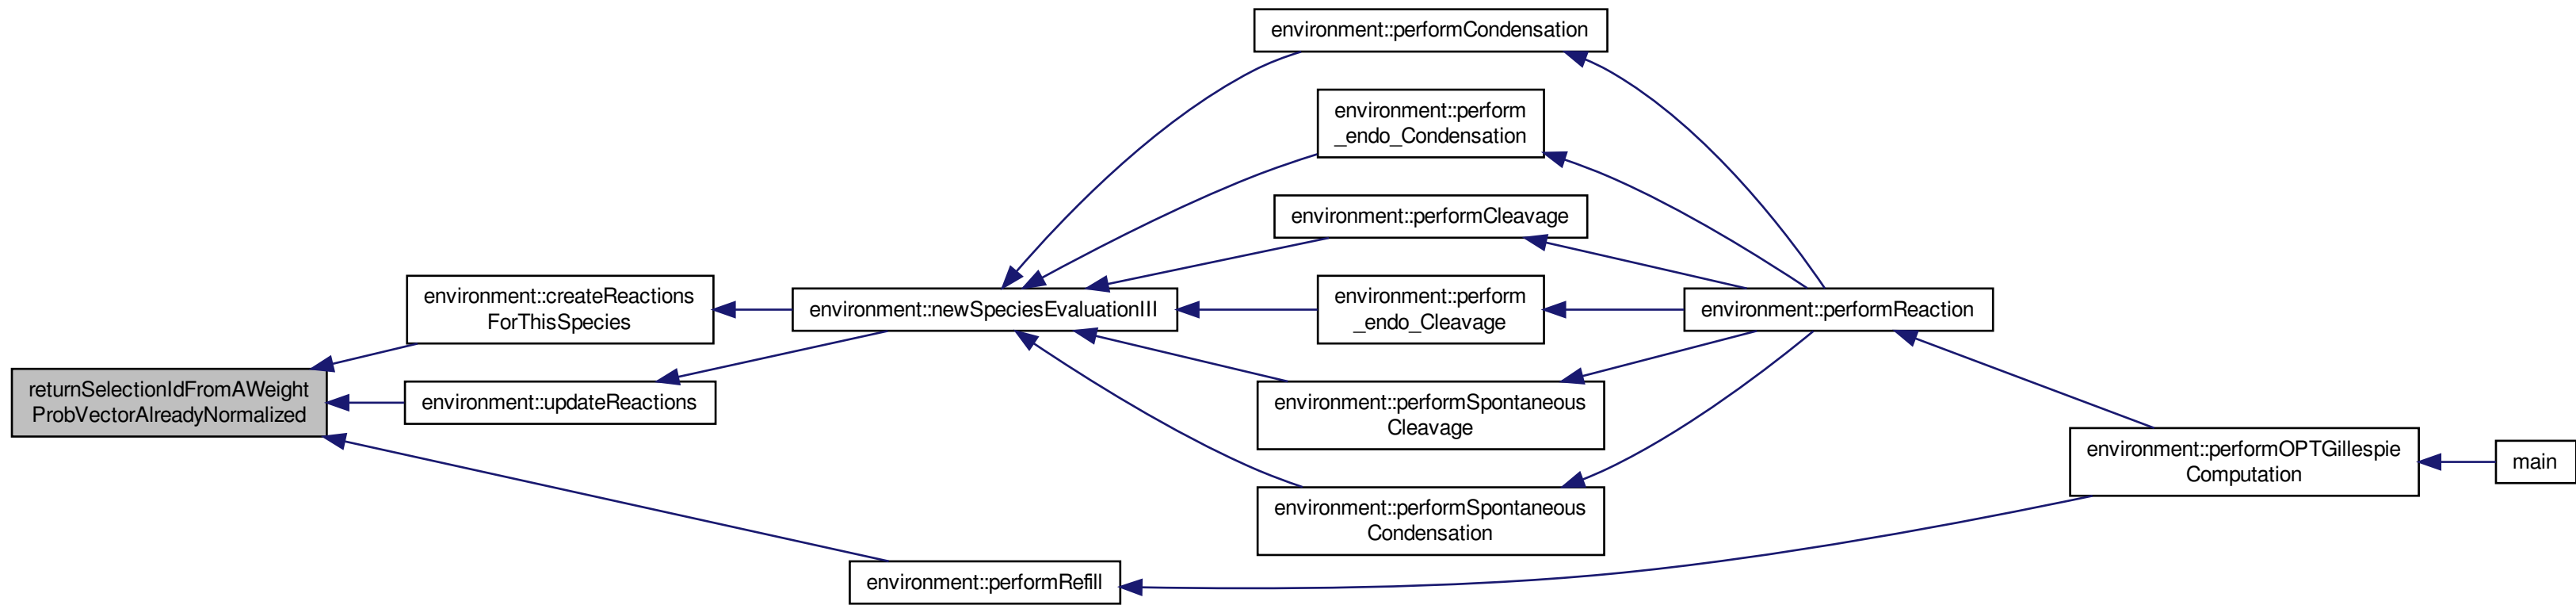 environment::performCondensation
environment::perform
_endo_Condensation
environment::performCleavage
environment::createReactions
ForThisSpecies
environment::newSpeciesEvaluationIII
environment::perform
_endo_Cleavage
environment::performReaction
returnSelectionIdFromAWeight
ProbVectorAlreadyNormalized
environment::updateReactions
environment::performSpontaneous
Cleavage
environment::performOPTGillespie
Computation
main
environment::performSpontaneous
Condensation
environment::performRefill